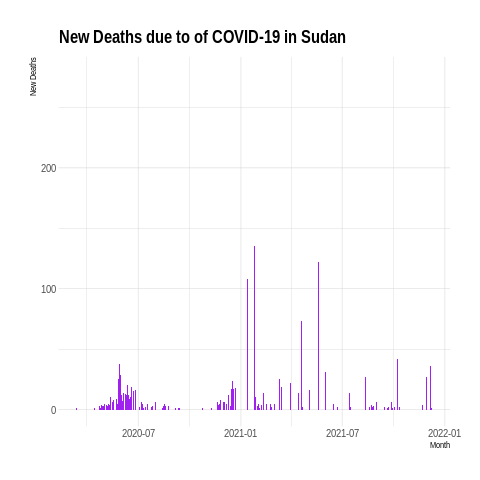 New Deaths due to of COVID-19 in Sudan
New Deaths
200
100
0
2020-07 2021-01 2021-07 2022-01
Month